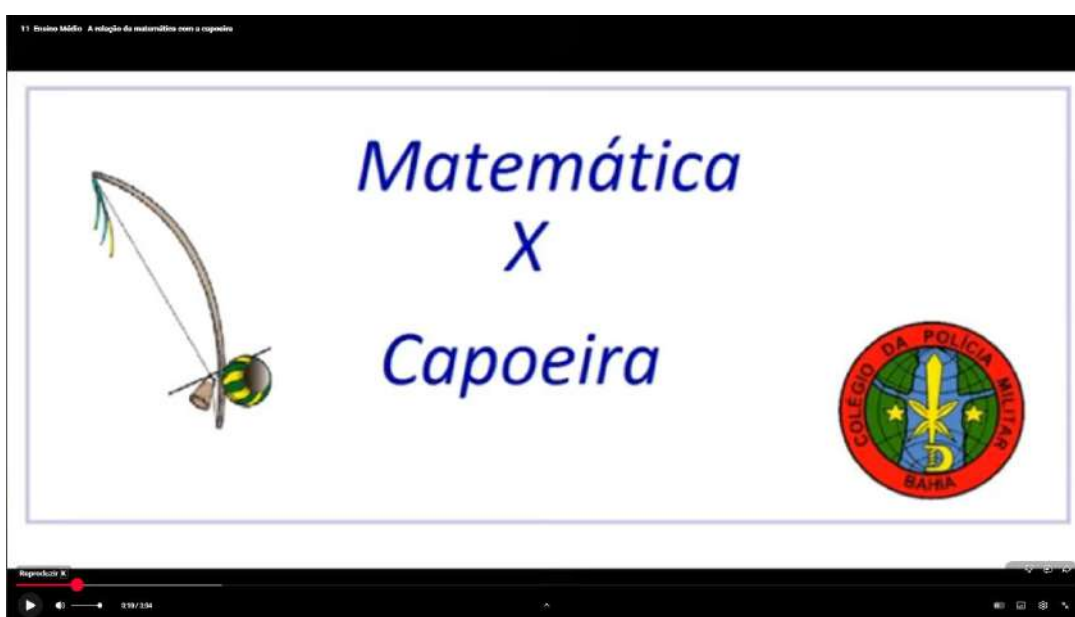 11 Ensino Médio A relação da matemática com a capoeira
Matemática
X
Capoeira
COLÉGIO DA POLÍCIA MILITAR
BAHIA
D
Reproduzir K